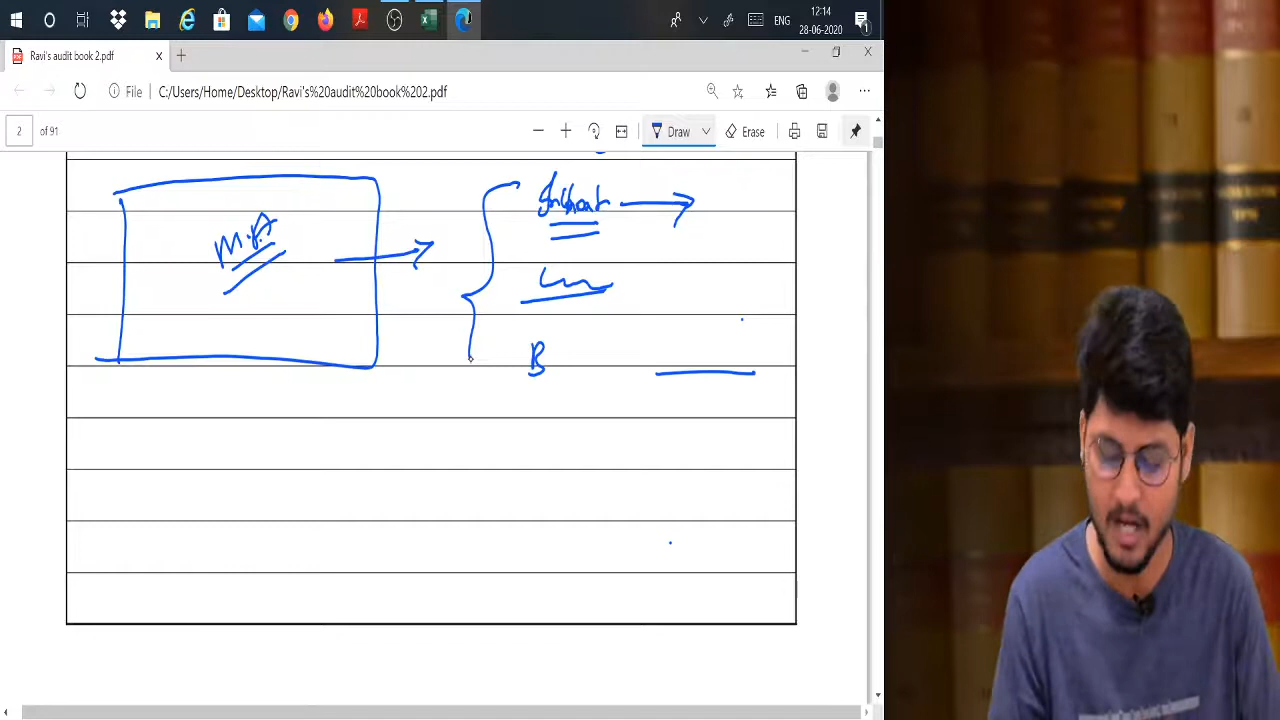 ENG
12:14
28-06-2020
1
Ravi's audit book 2.pdf
File
C:/Users/Home/Desktop/Ravi's%20audit%20book%202.pdf
2 of 91
Draw
Erase
M.A
B